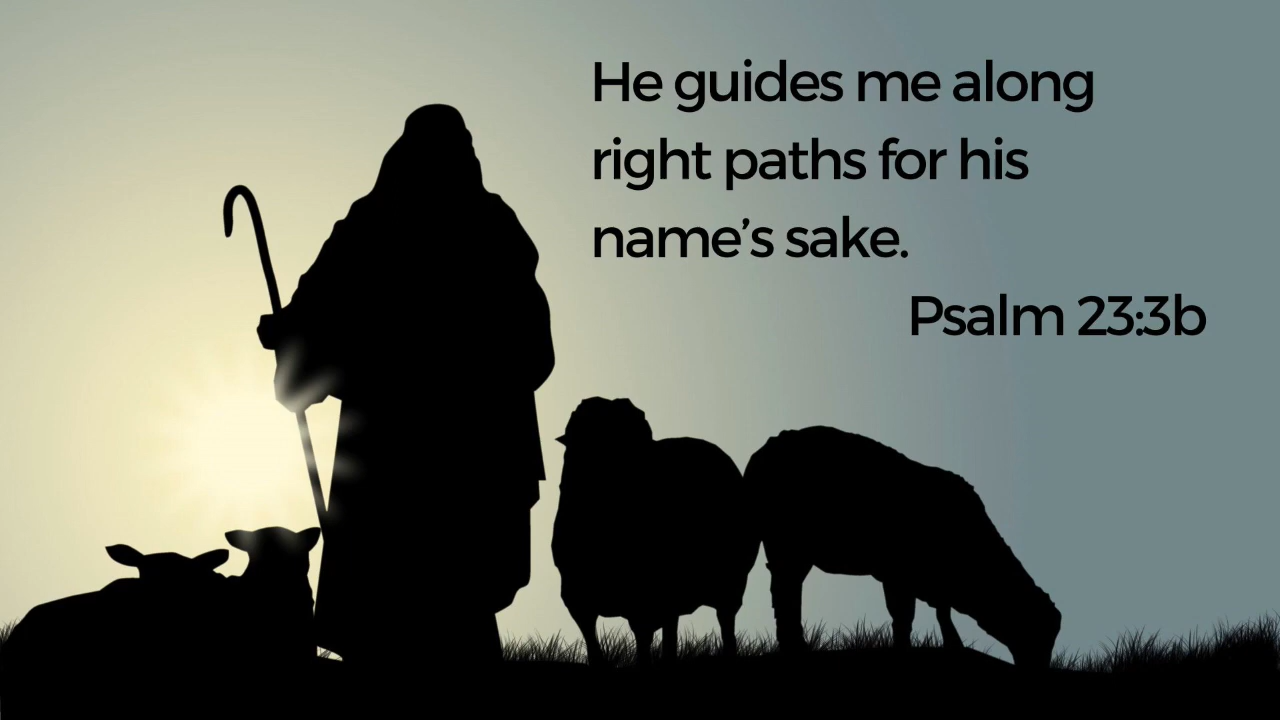 He guides me along
right paths for his
name’s sake.
Psalm 23:3b